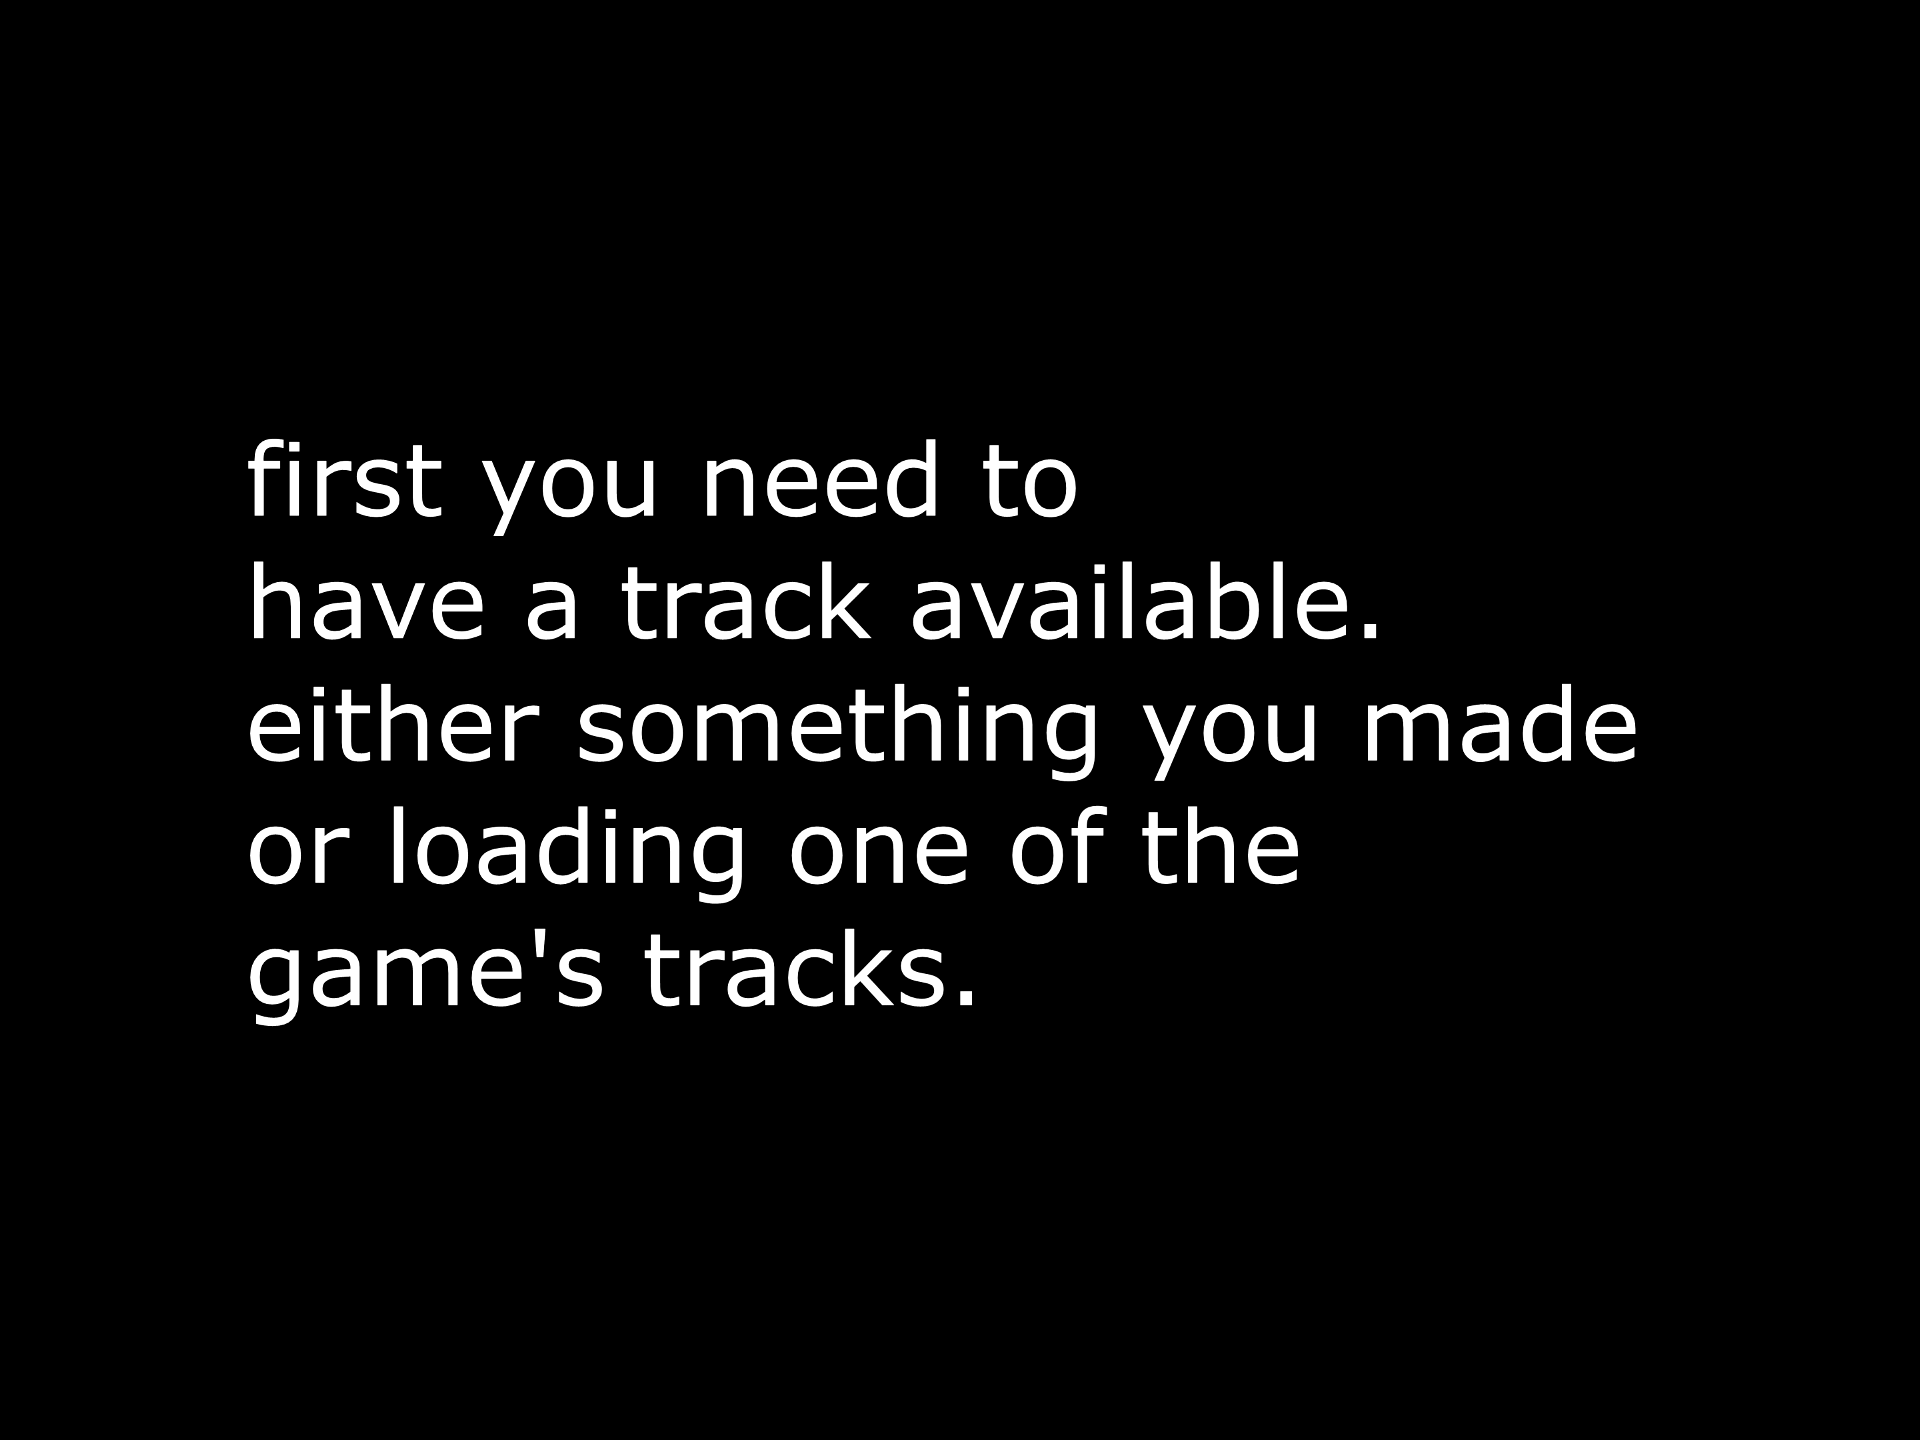 first you need to
have a track available.
either something you made
or loading one of the
game's tracks.